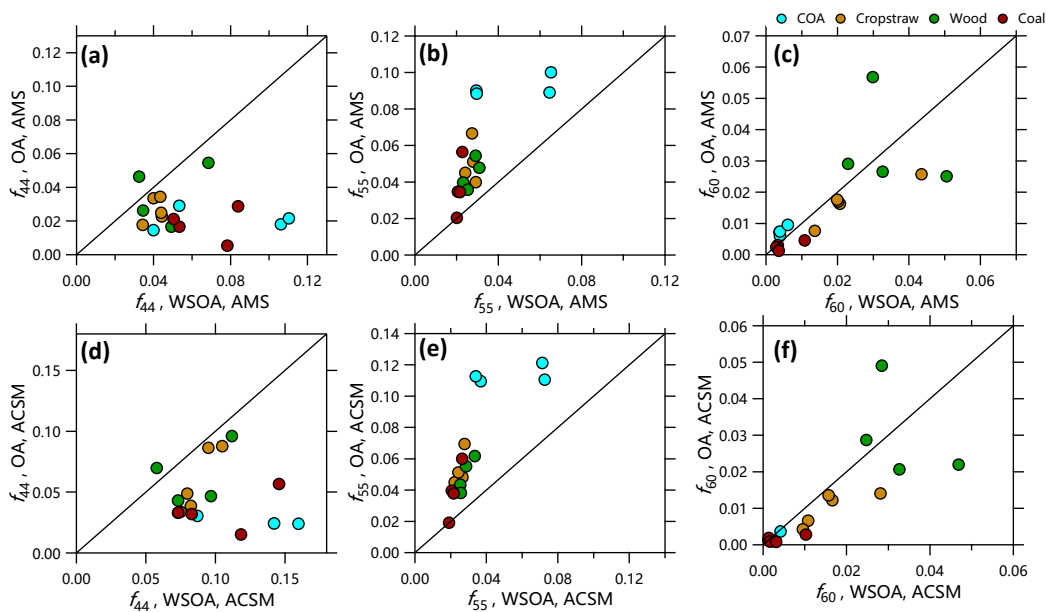 COA Cropstraw Wood Coal
(a)
0.12
0.10
0.08
0.06
0.04
0.02
0.00
f44, OA, AMS
0.00 0.04 0.08 0.12
f44 , WSOA, AMS
(b)
0.12
0.10
0.08
0.06
0.04
0.02
0.00
f55, OA, AMS
0.00 0.04 0.08 0.12
f55 , WSOA, AMS
(c)
0.07
0.06
0.05
0.04
0.03
0.02
0.01
0.00
f60, OA, AMS
0.00 0.02 0.04 0.06
f60 , WSOA, AMS
(d)
0.15
0.10
0.05
0.00
f44, OA, ACSM
0.00 0.05 0.10 0.15
f44 , WSOA, ACSM
(e)
0.14
0.12
0.10
0.08
0.06
0.04
0.02
0.00
f55, OA, ACSM
0.00 0.04 0.08 0.12
f55 , WSOA, ACSM
(f)
0.06
0.05
0.04
0.03
0.02
0.01
0.00
f60, OA, ACSM
0.00 0.02 0.04 0.06
f60 , WSOA, ACSM